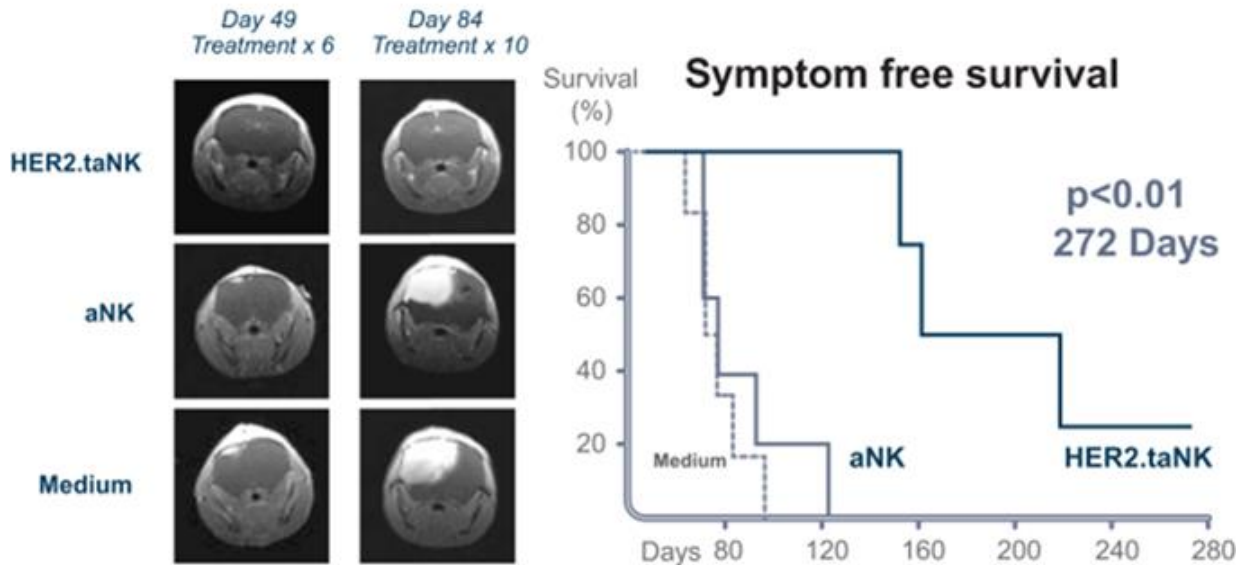 Day 49
Treatment x 6
Day 84
Treatment x 10
HER2.taNK
aNK
Medium
Symptom free survival
Survival
(%)
100
80
60
40
20
p<0.01
272 Days
Medium
aNK
HER2.taNK
Days 80 120 160 200 240 280